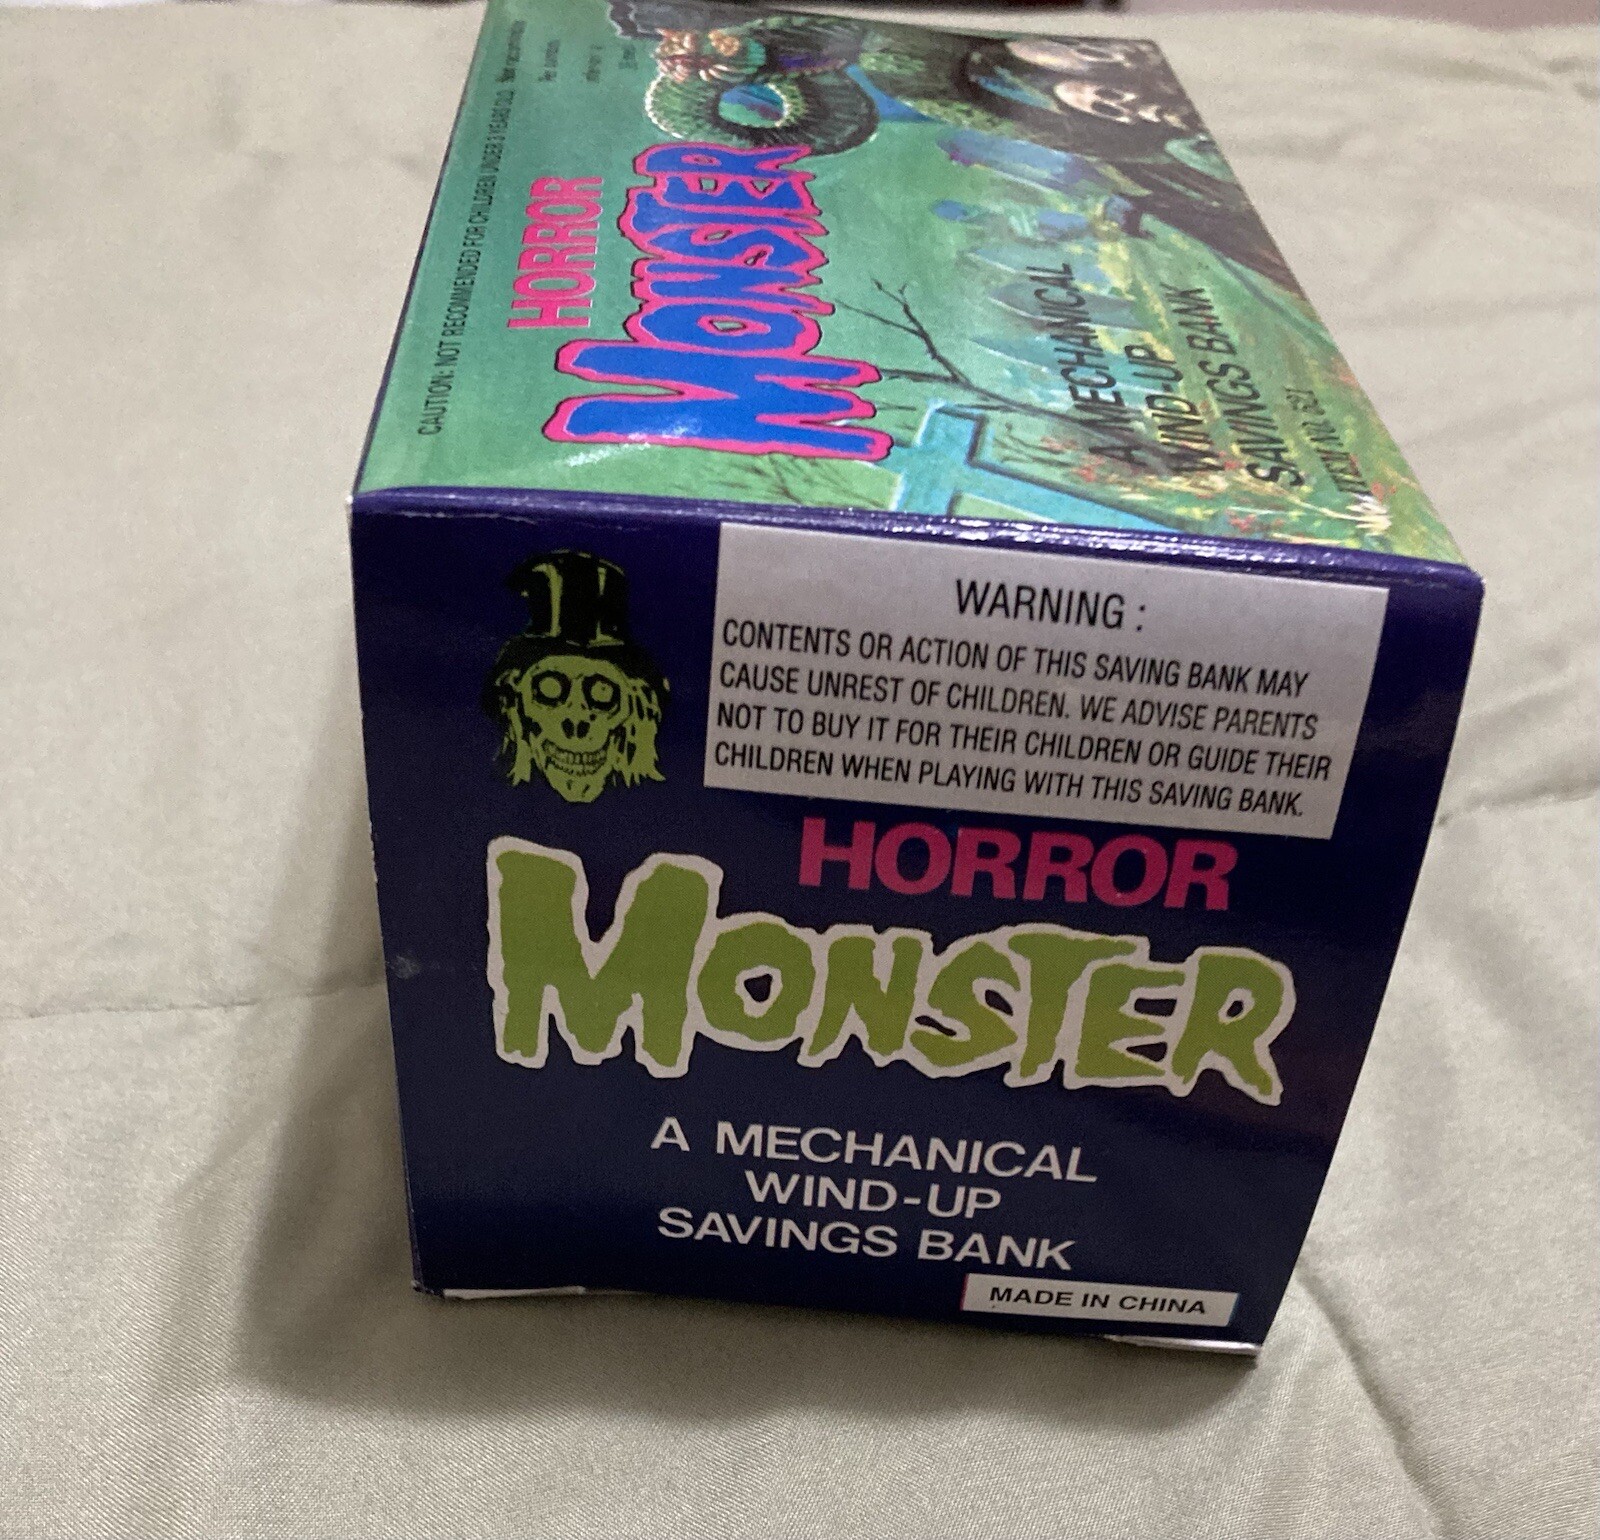 CAUTION: NOT RECOMMENDED FOR CHILDREN UNDER 3 YEARS OLD.
HORROR
MONSTER
A MECHANICAL
WIND-UP
SAVINGS BANK
ITEM NO. 621
WARNING :
CONTENTS OR ACTION OF THIS SAVING BANK MAY
CAUSE UNREST OF CHILDREN. WE ADVISE PARENTS
NOT TO BUY IT FOR THEIR CHILDREN OR GUIDE THEIR
CHILDREN WHEN PLAYING WITH THIS SAVING BANK.
HORROR
MONSTER
A MECHANICAL
WIND-UP
SAVINGS BANK
MADE IN CHINA